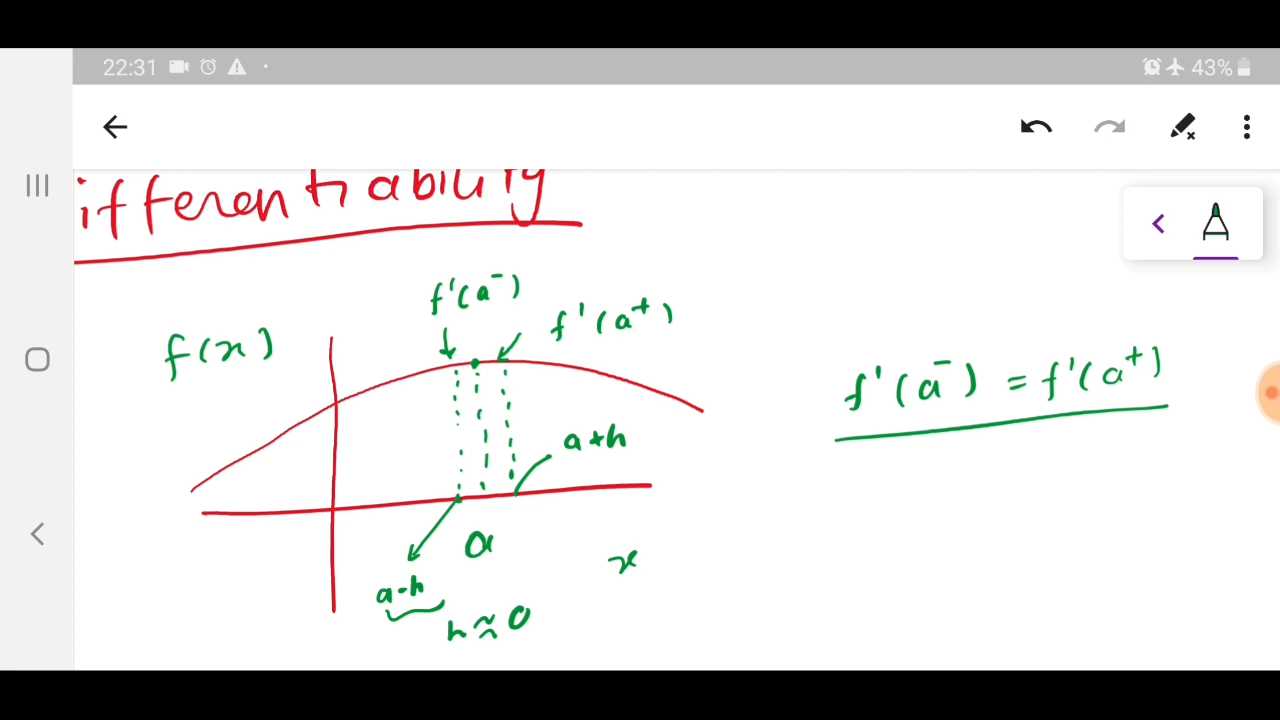 22:31 43%
ifferentiability
f'(a⁻)
f'(a⁺)
f(x)
f'(a⁻) = f'(a⁺)
a+h
a
x
a-h
h ≈ 0